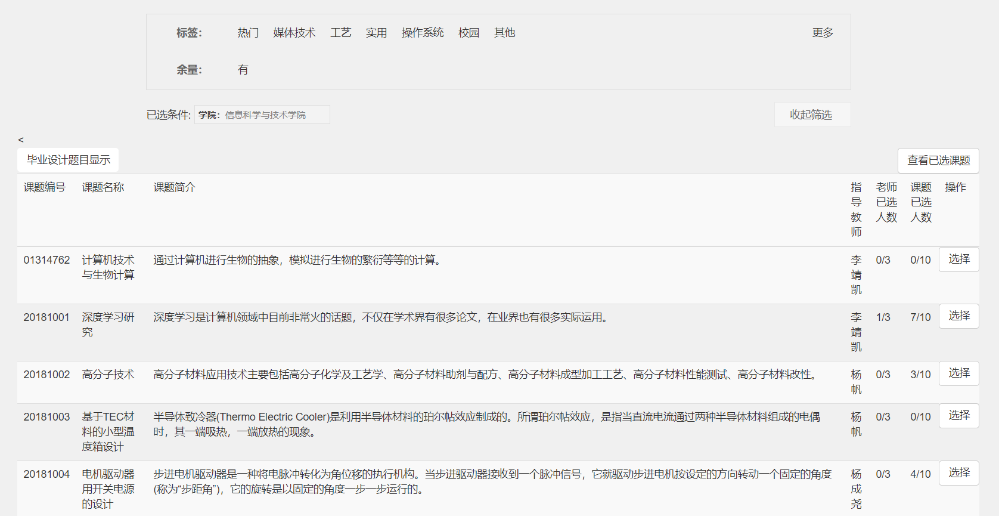 标签： 热门 媒体技术 工艺 实用 操作系统 校园 其他 更多
余量： 有
已选条件: 学院：信息科学与技术学院 收起筛选
<
毕业设计题目显示 查看已选课题
课题编号 课题名称 课题简介 指导教师 老师已选人数 课题已选人数 操作
01314762 计算机技术与生物计算 通过计算机进行生物的抽象，模拟进行生物的繁衍等等的计算。 李靖凯 0/3 0/10 选择
20181001 深度学习研究 深度学习是计算机领域中目前非常火的话题，不仅在学术界有很多论文，在业界也有很多实际运用。 李靖凯 1/3 7/10 选择
20181002 高分子技术 高分子材料应用技术主要包括高分子化学及工艺学、高分子材料助剂与配方、高分子材料成型加工工艺、高分子材料性能测试、高分子材料改性。 杨帆 0/3 3/10 选择
20181003 基于TEC材料的小型温度箱设计 半导体致冷器(Thermo Electric Cooler)是利用半导体材料的珀尔帖效应制成的。所谓珀尔帖效应，是指当直流电流通过两种半导体材料组成的电偶
时，其一端吸热，一端放热的现象。 杨帆 0/3 0/10 选择
20181004 电机驱动器用开关电源的设计 步进电机驱动器是一种将电脉冲转化为角位移的执行机构。当步进驱动器接收到一个脉冲信号，它就驱动步进电机按设定的方向转动一个固定的角度
(称为“步距角”)，它的旋转是以固定的角度一步一步运行的。 杨成尧 0/3 4/10 选择